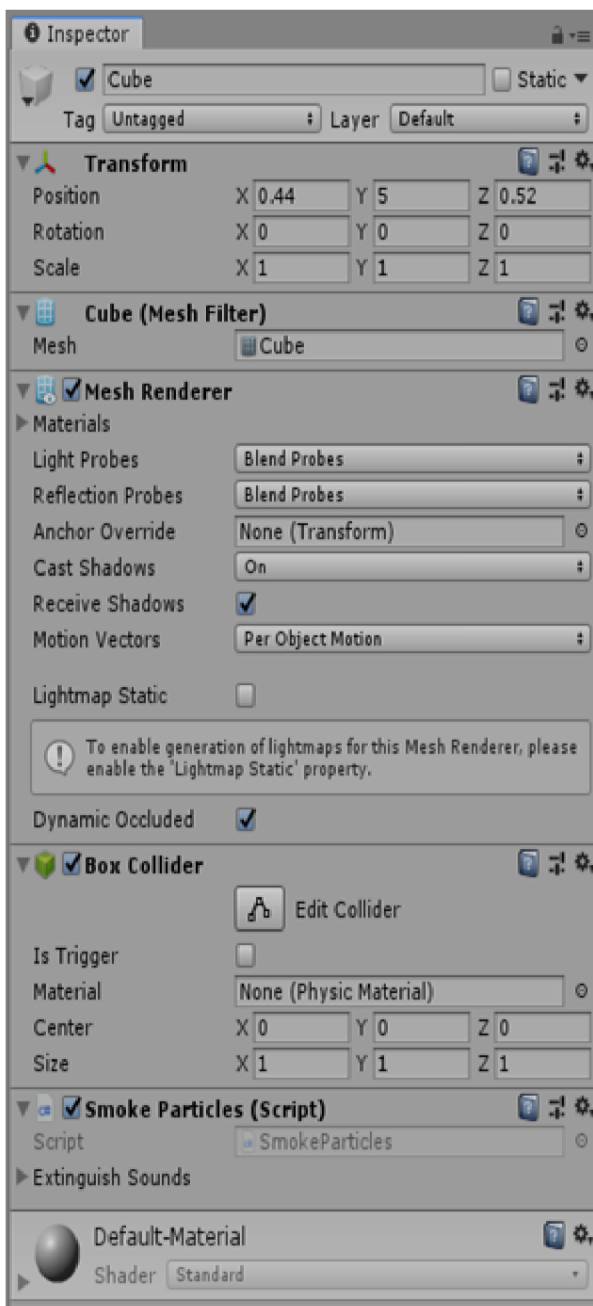 Inspector
Cube Static
Tag Untagged Layer Default
Transform
Position X 0.44 Y 5 Z 0.52
Rotation X 0 Y 0 Z 0
Scale X 1 Y 1 Z 1
Cube (Mesh Filter)
Mesh Cube
Mesh Renderer
Materials
Light Probes Blend Probes
Reflection Probes Blend Probes
Anchor Override None (Transform)
Cast Shadows On
Receive Shadows
Motion Vectors Per Object Motion
Lightmap Static
To enable generation of lightmaps for this Mesh Renderer, please
enable the 'Lightmap Static' property.
Dynamic Occluded
Box Collider
Edit Collider
Is Trigger
Material None (Physic Material)
Center X 0 Y 0 Z 0
Size X 1 Y 1 Z 1
Smoke Particles (Script)
Script SmokeParticles
Extinguish Sounds
Default-Material
Shader Standard